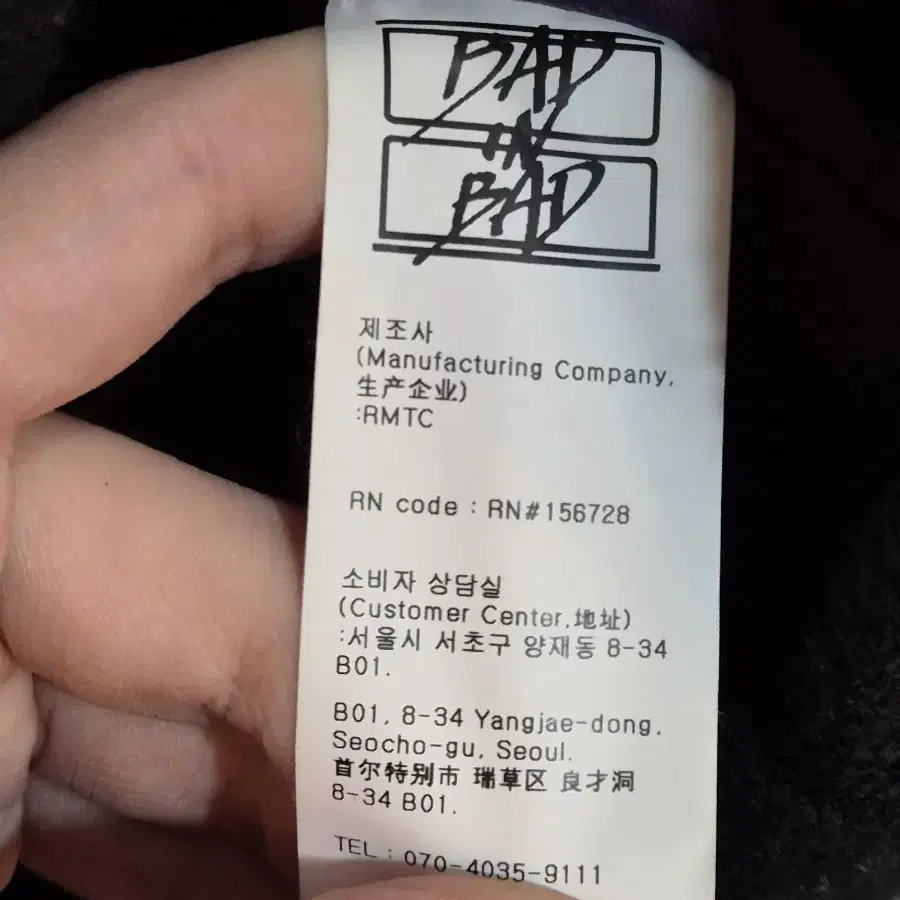 BAD
IN
BAD
제조사
(Manufacturing Company,
生产企业)
:RMTC
RN code : RN#156728
소비자 상담실
(Customer Center,地址)
:서울시 서초구 양재동 8-34
B01.
B01, 8-34 Yangjae-dong,
Seocho-gu, Seoul.
首尔特别市 瑞草区 良才洞
8-34 B01.
TEL : 070-4035-9111